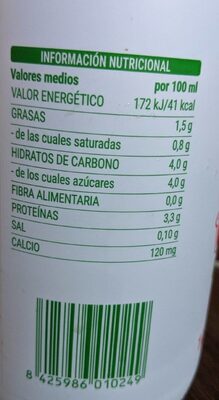 INFORMACIÓN NUTRICIONAL
Valores medios por 100 ml
VALOR ENERGÉTICO 172 kJ/41 kcal
GRASAS 1,5 g
- de las cuales saturadas 0,8 g
HIDRATOS DE CARBONO 4,0 g
- de los cuales azúcares 4,0 g
FIBRA ALIMENTARIA 0,0 g
PROTEÍNAS 3,3 g
SAL 0,10 g
CALCIO 120 mg
8 425986 010249